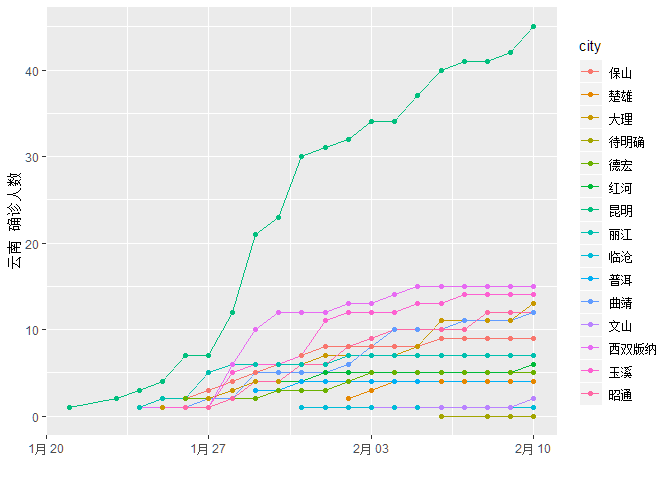 云南 确诊人数
40
30
20
10
0
1月 20
1月 27
2月 03
2月 10
city
保山
楚雄
大理
待明确
德宏
红河
昆明
丽江
临沧
普洱
曲靖
文山
西双版纳
玉溪
昭通